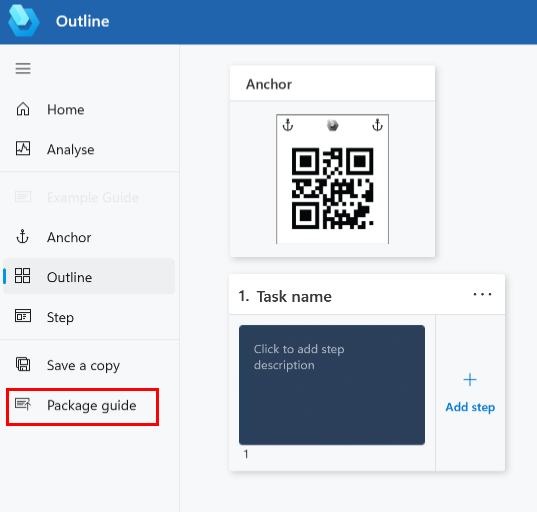 Outline
Home
Analyse
Example Guide
Anchor
Outline
Step
Save a copy
Package guide
Anchor
1. Task name
Click to add step
description
Add step
1